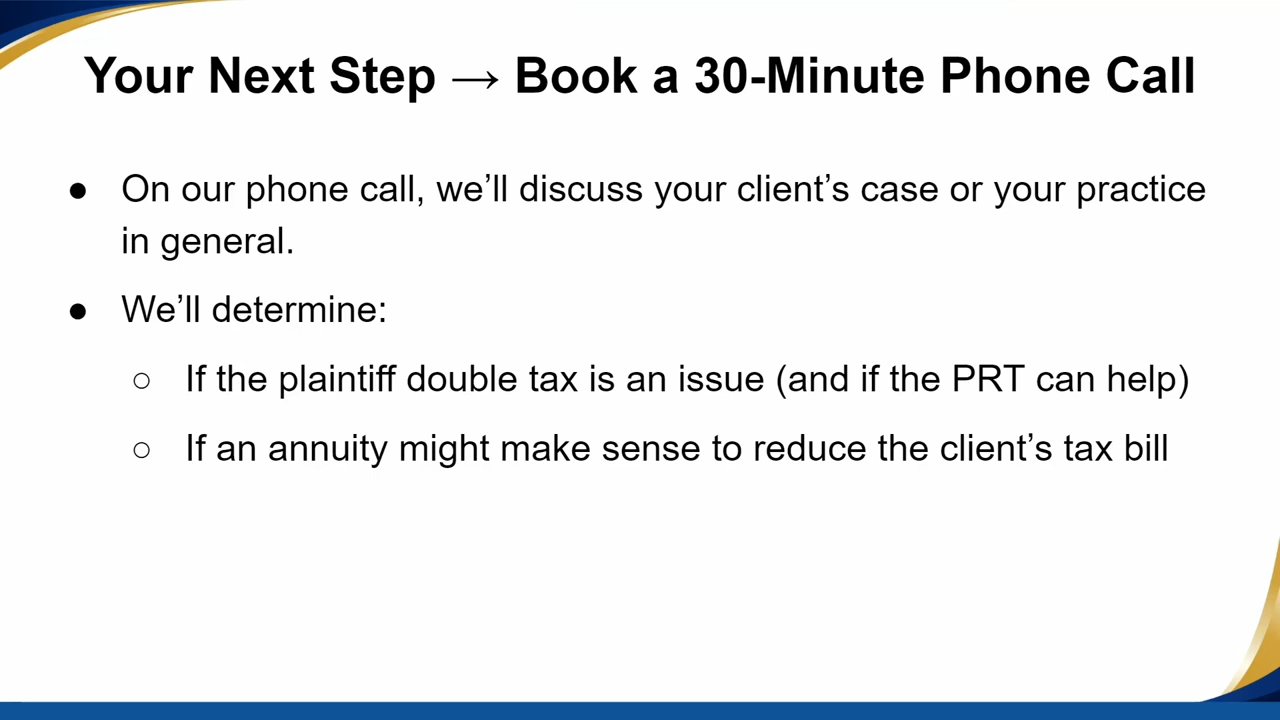 Your Next Step → Book a 30-Minute Phone Call
● On our phone call, we’ll discuss your client’s case or your practice
in general.
● We’ll determine:
○ If the plaintiff double tax is an issue (and if the PRT can help)
○ If an annuity might make sense to reduce the client’s tax bill